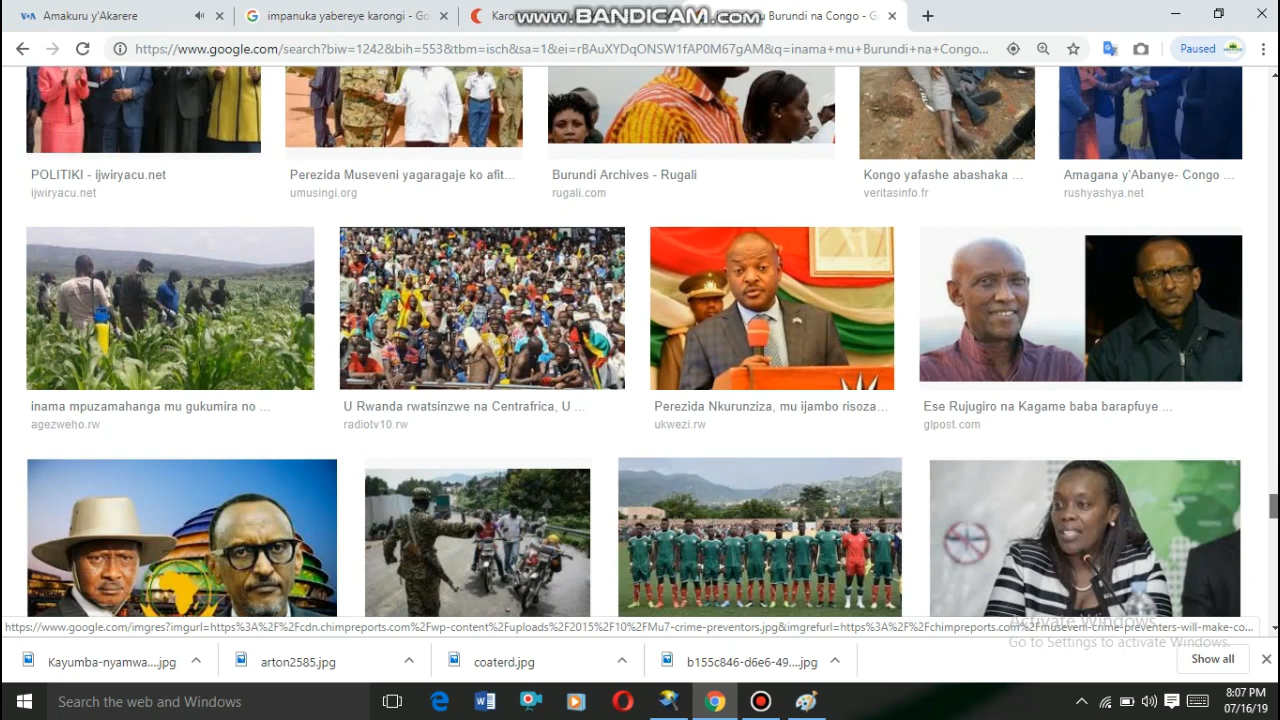 Amakuru y'Akarere
impanuka yabereye karongi - Go
Karo
www.BANDICAM.com
u Burundi na Congo - G
https://www.google.com/search?biw=1242&bih=553&tbm=isch&sa=1&ei=rBAuXYDqONSW1fAP0M67gAM&q=inama+mu+Burundi+na+Congo...
Paused
POLITIKI - ijwiryacu.net
ijwiryacu.net
Perezida Museveni yagaragaje ko afit...
umusingi.org
Burundi Archives - Rugali
rugali.com
Kongo yafashe abashaka ...
veritasinfo.fr
Amagana y'Abanye- Congo ...
rushyashya.net
inama mpuzamahanga mu gukumira no ...
agezweho.rw
U Rwanda rwatsinzwe na Centrafrica, U ...
radiotv10.rw
Perezida Nkurunziza, mu ijambo risoza...
ukwezi.rw
Ese Rujugiro na Kagame baba barapfuye ...
glpost.com
https://www.google.com/imgres?imgurl=https%3A%2F%2Fcdn.chimpreports.com%2Fwp-content%2Fuploads%2F2015%2F10%2FMu7-crime-preventors.jpg&imgrefurl=https%3A%2F%2Fchimpreports.com%2Fmuseveni-crime-preventers-will-make-co...
Activate Windows
Go to Settings to activate Windows.
Kayumba-nyamwa....jpg
arton2585.jpg
coaterd.jpg
b155c846-d6e6-49....jpg
Show all
Search the web and Windows
8:07 PM
07/16/19